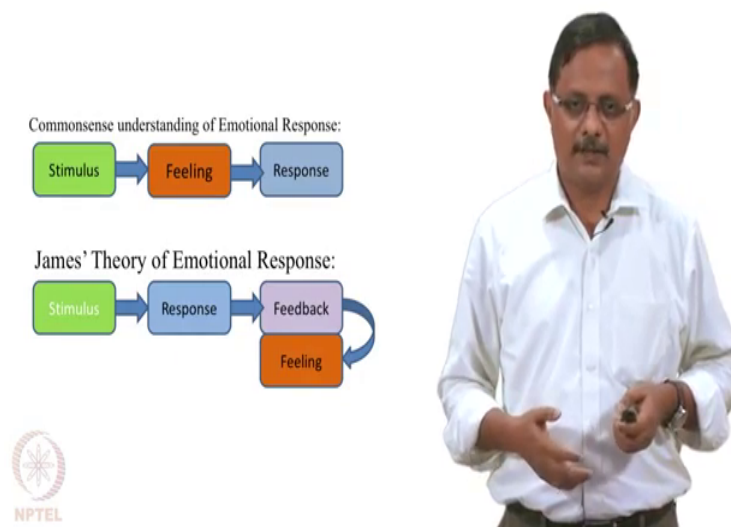 Commonsense understanding of Emotional Response:
Stimulus Feeling Response
James' Theory of Emotional Response:
Stimulus Response Feedback
Feeling
NPTEL